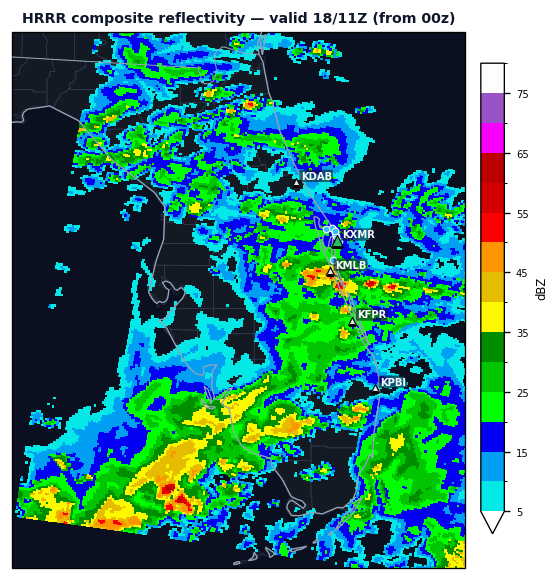 HRRR composite reflectivity — valid 18/11Z (from 00z)
KDAB
KXMR
KMLB
KFPR
KPBI
75
65
55
45
35
25
15
5
dBZ